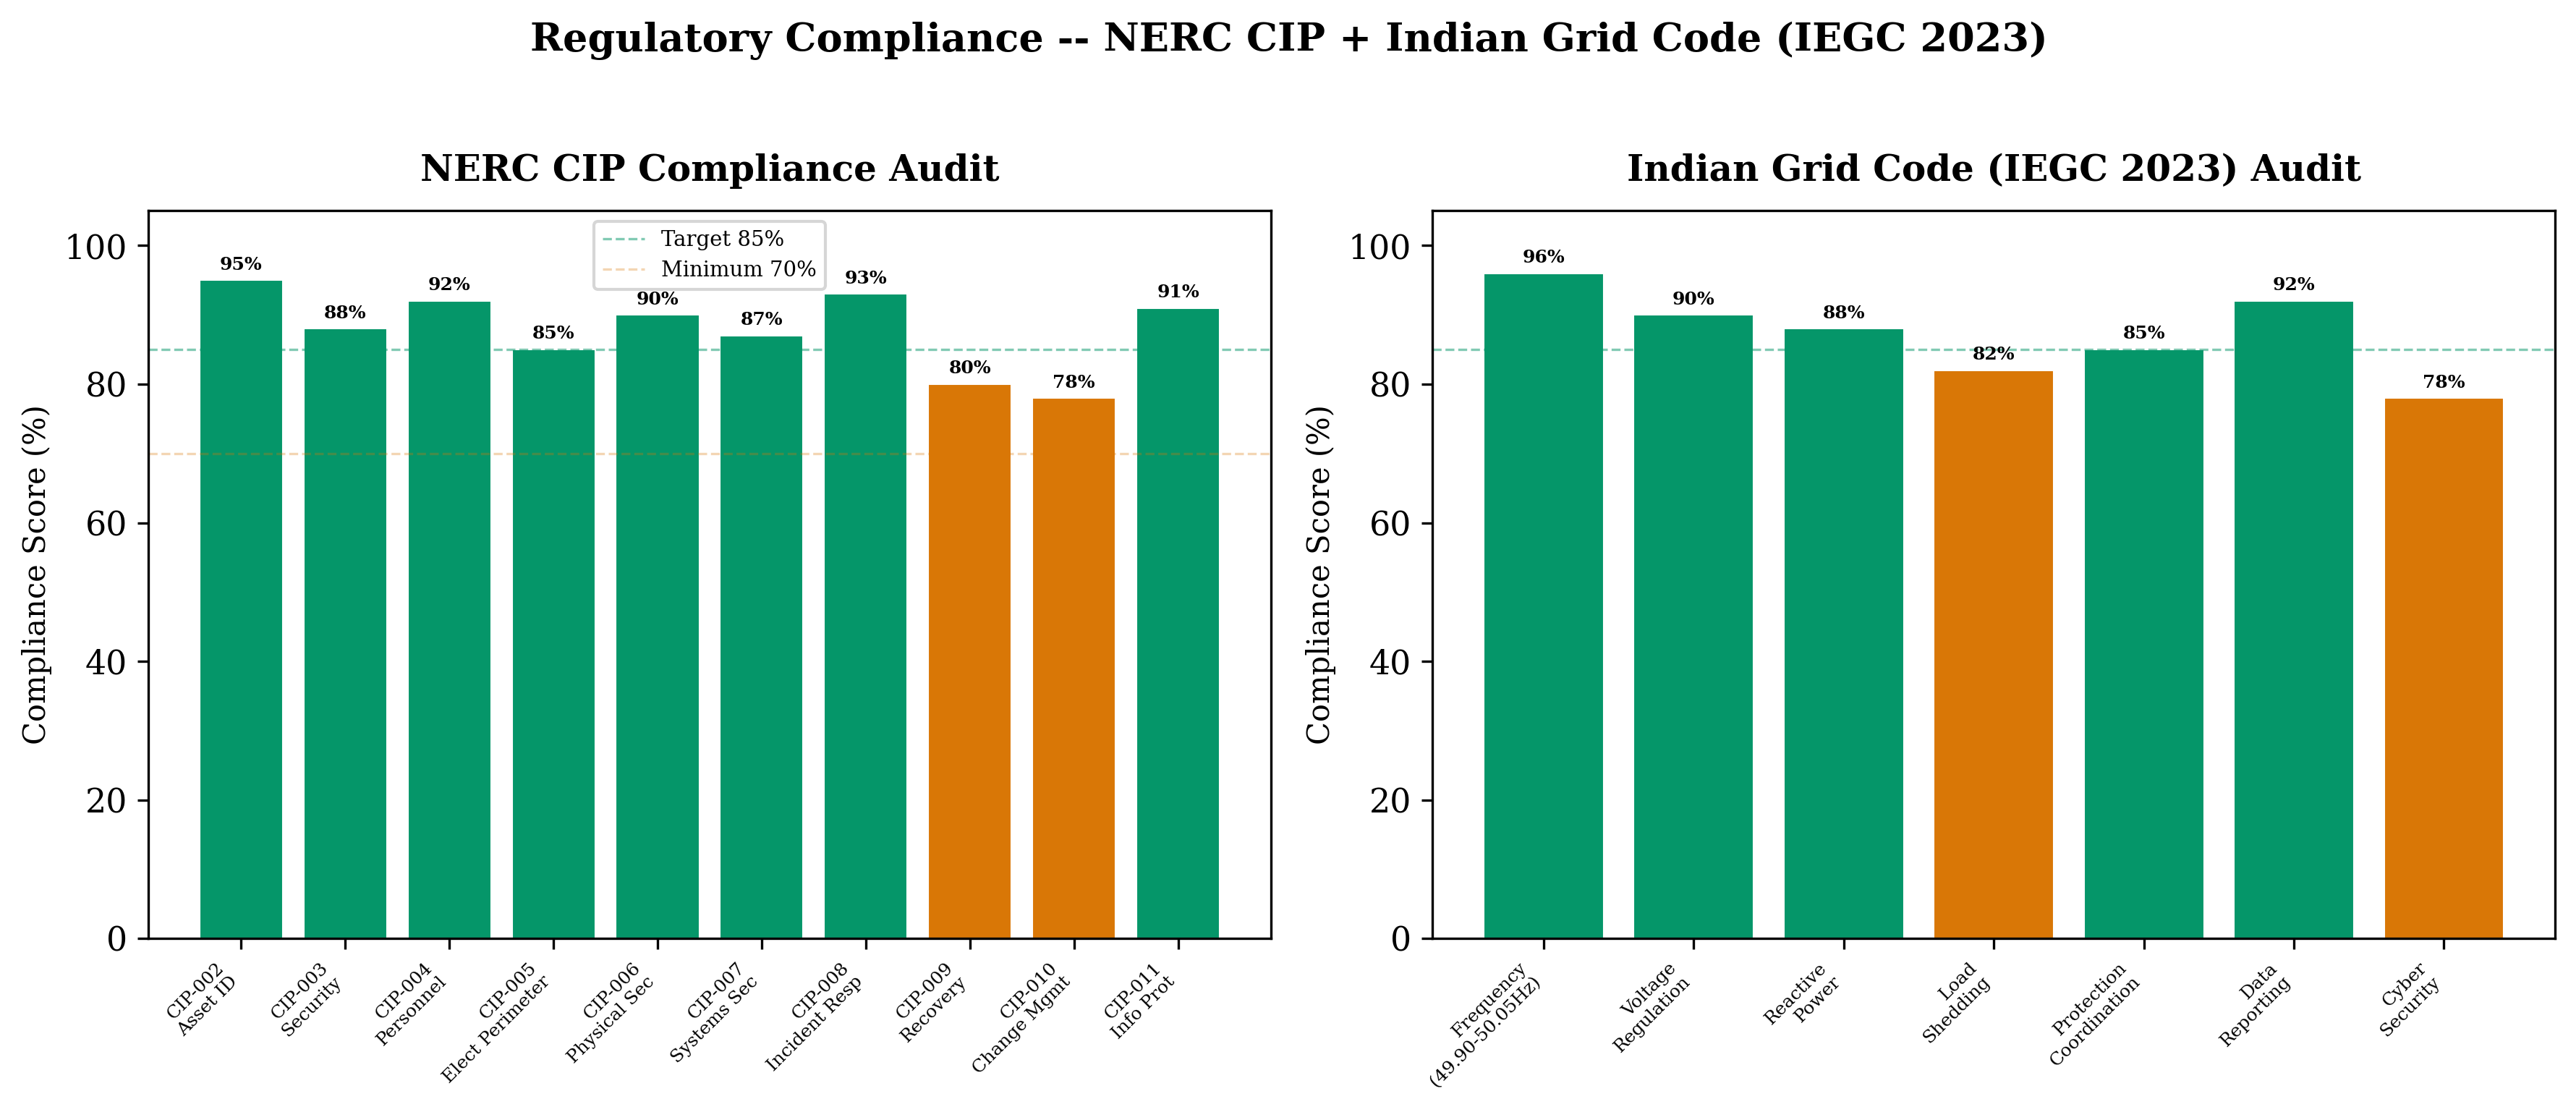 Regulatory Compliance -- NERC CIP + Indian Grid Code (IEGC 2023)
NERC CIP Compliance Audit
Compliance Score (%)
100
80
60
40
20
0
Target 85%
Minimum 70%
95%
88%
92%
85%
90%
87%
93%
80%
78%
91%
CIP-002
Asset ID
CIP-003
Security
CIP-004
Personnel
CIP-005
Elect Perimeter
CIP-006
Physical Sec
CIP-007
Systems Sec
CIP-008
Incident Resp
CIP-009
Recovery
CIP-010
Change Mgmt
CIP-011
Info Prot
Indian Grid Code (IEGC 2023) Audit
Compliance Score (%)
100
80
60
40
20
0
96%
90%
88%
82%
85%
92%
78%
Frequency
(49.90-50.05Hz)
Voltage
Regulation
Reactive
Power
Load
Shedding
Protection
Coordination
Data
Reporting
Cyber
Security